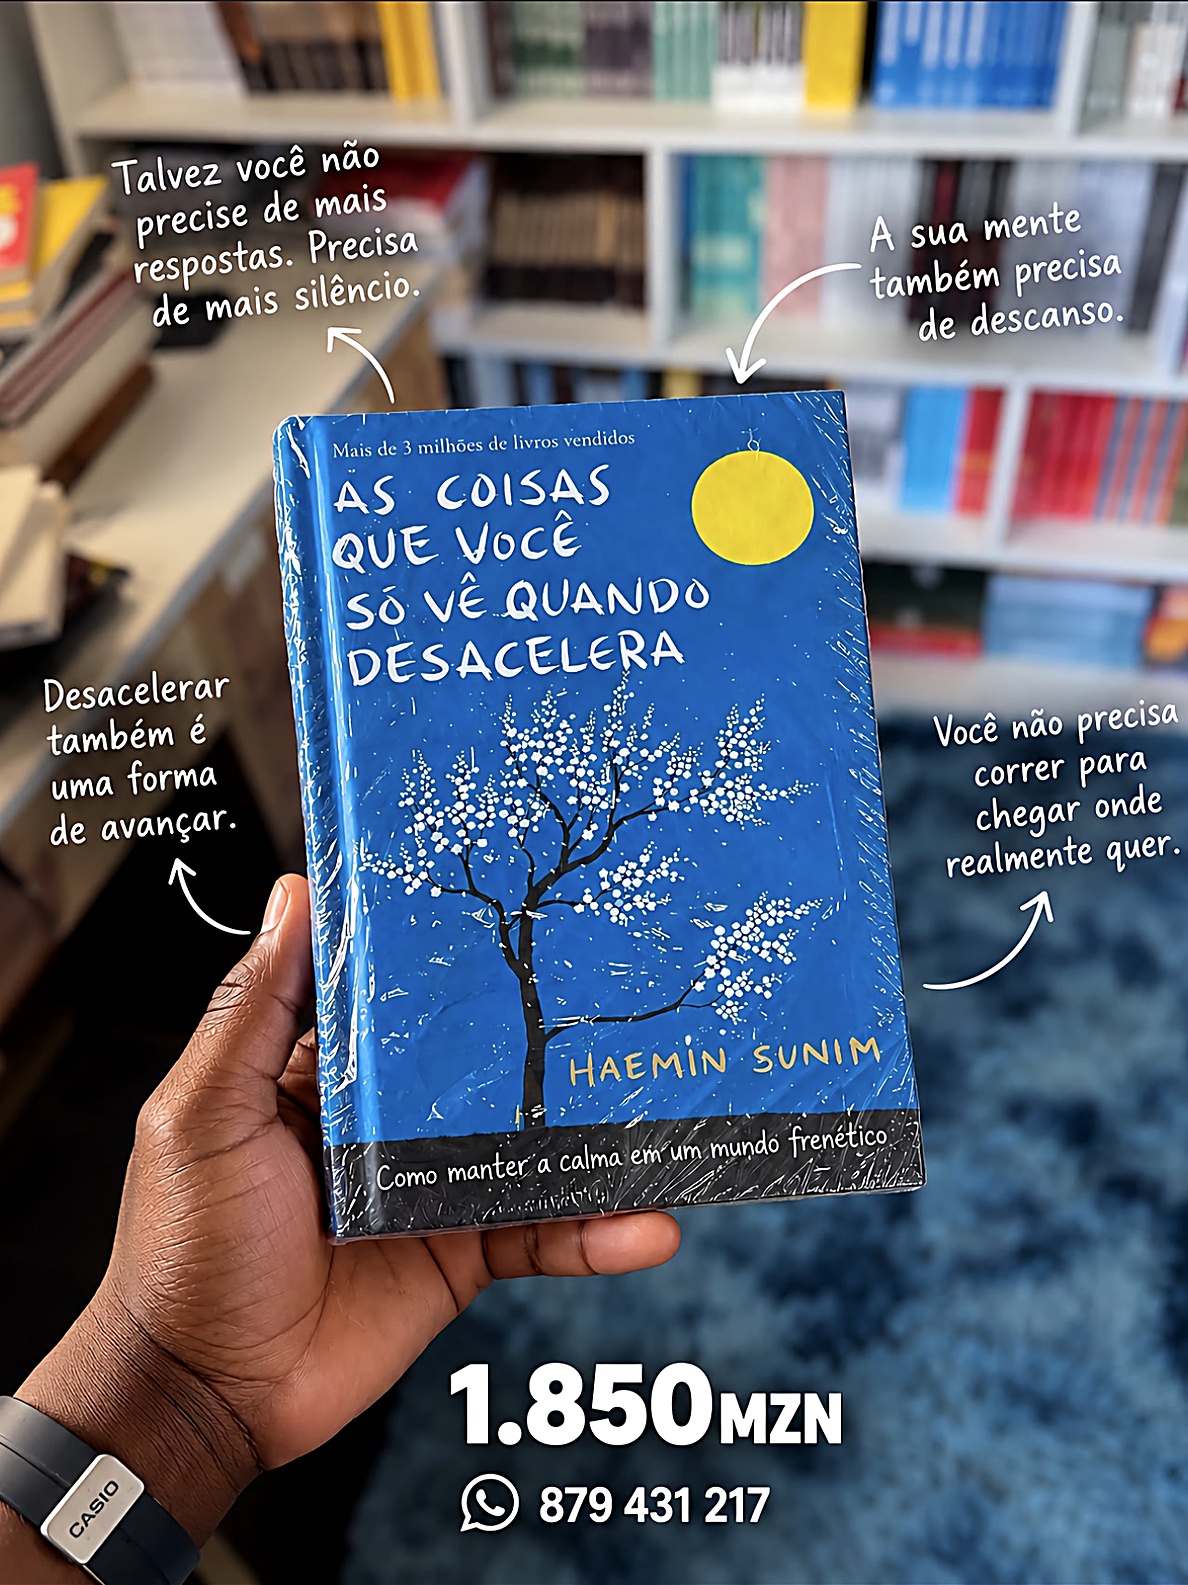 Talvez você não
precise de mais
respostas. Precisa
de mais silêncio.
A sua mente
também precisa
de descanso.
Mais de 3 milhões de livros vendidos
AS COISAS
QUE VOCÊ
SÓ VÊ QUANDO
DESACELERA
Desacelerar
também é
uma forma
de avançar.
Você não precisa
correr para
chegar onde
realmente quer.
HAEMIN SUNIM
Como manter a calma em um mundo frenético
1.850 MZN
879 431 217
CASIO